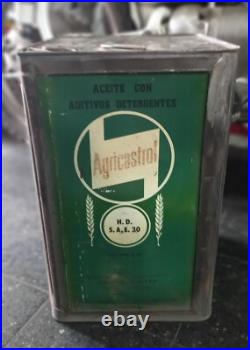 ACEITE CON
ADITIVOS DETERGENTES
Agricastrol
H.D.
S.A.E. 30